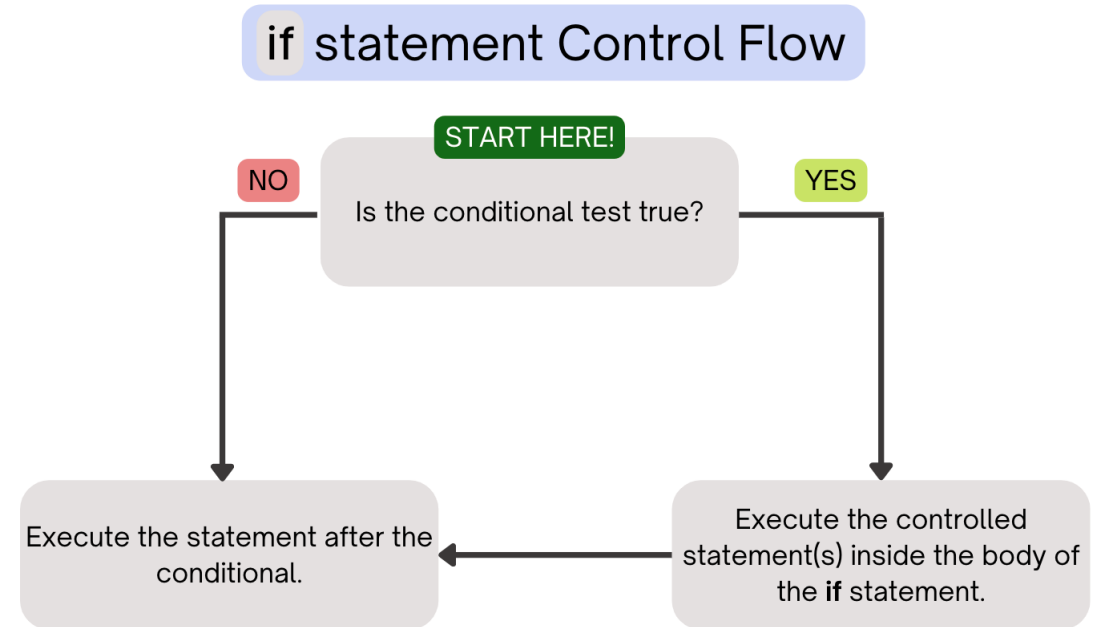 if statement Control Flow
START HERE!
NO
YES
Is the conditional test true?
Execute the statement after the
conditional.
Execute the controlled
statement(s) inside the body of
the if statement.